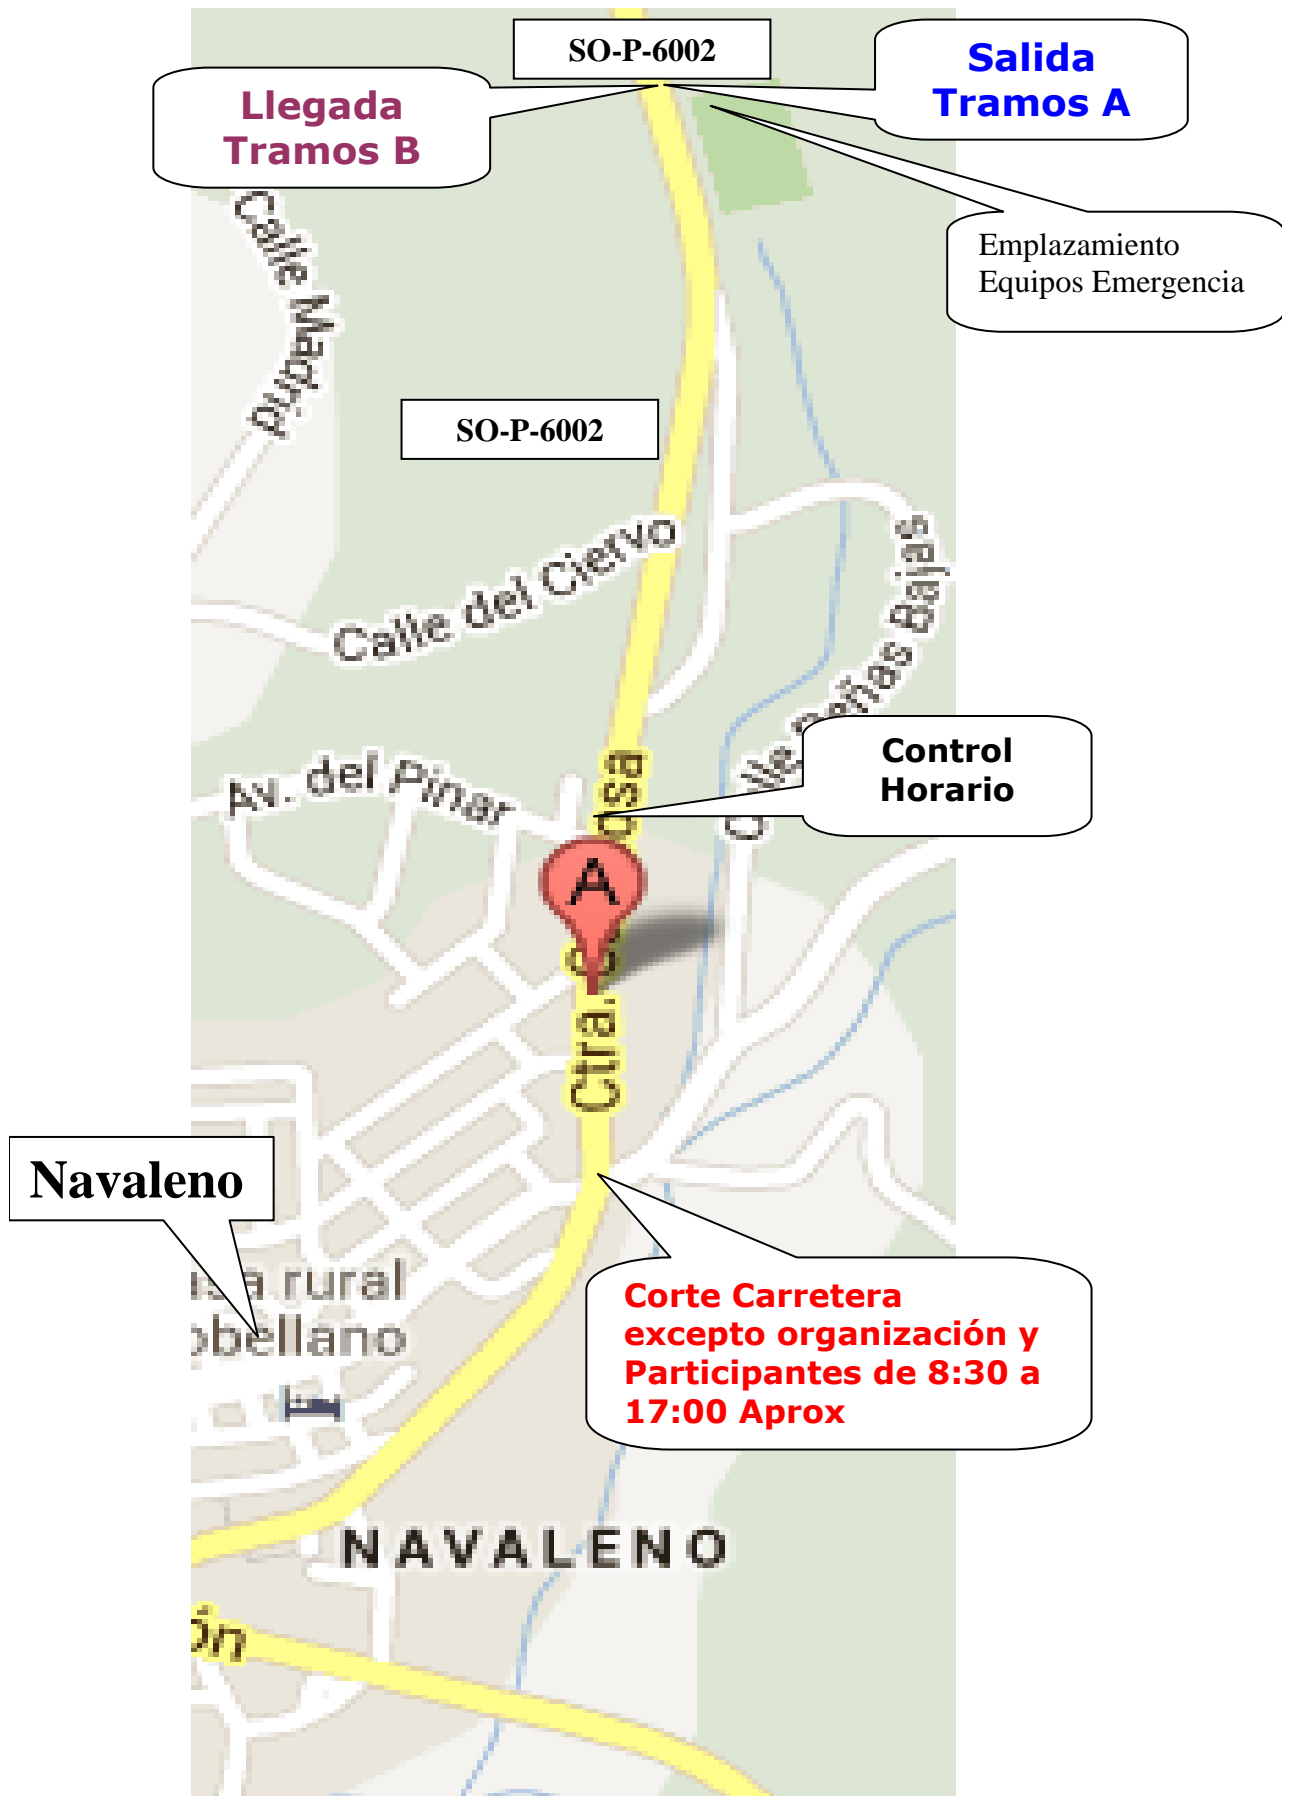 SO-P-6002
Salida
Tramos A
Llegada
Tramos B
Emplazamiento
Equipos Emergencia
Calle Madrid
SO-P-6002
Calle del Ciervo
Bajas
Control
Horario
Av. del Pinar
A
Ctra.
Navaleno
rural
Corte Carretera
excepto organización y
Participantes de 8:30 a
17:00 Aprox
NAVALENO